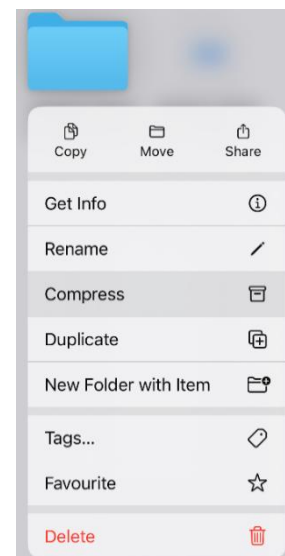 Copy Move Share
Get Info
Rename
Compress
Duplicate
New Folder with Item
Tags...
Favourite
Delete